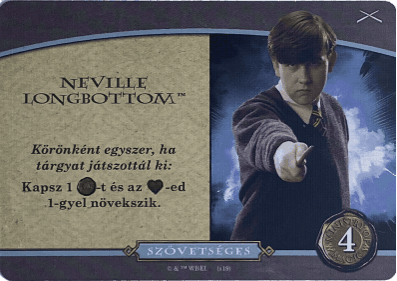 NEVILLE
LONGBOTTOM™
Körönként egyszer, ha
tárgyat játszottál ki:
Kapsz 1 -t és az -ed
1-gyel növekszik.
4
SZÖVETSÉGES